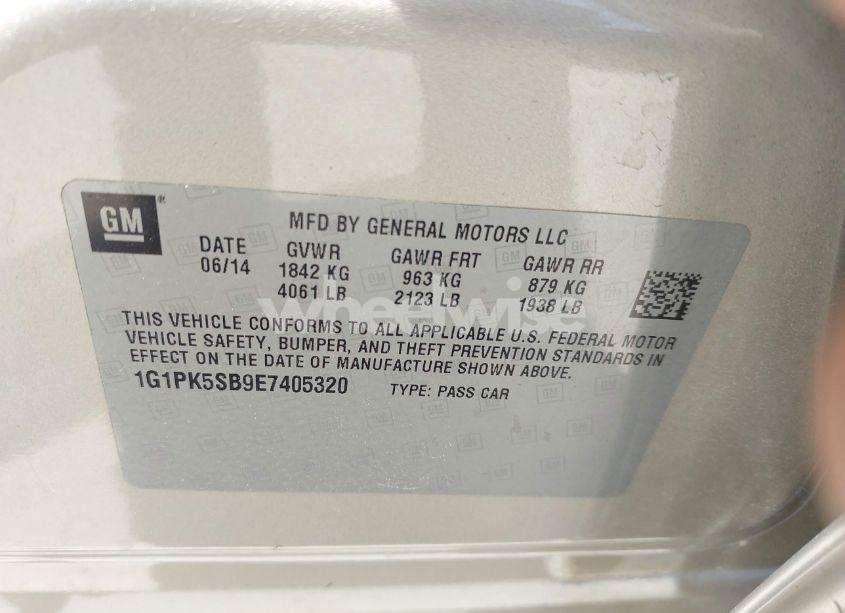 GM ®
MFD BY GENERAL MOTORS LLC
DATE GVWR GAWR FRT GAWR RR
06/14 1842 KG 963 KG 879 KG
4061 LB 2123 LB 1938 LB
wheelwise
THIS VEHICLE CONFORMS TO ALL APPLICABLE U.S. FEDERAL MOTOR
VEHICLE SAFETY, BUMPER, AND THEFT PREVENTION STANDARDS IN
EFFECT ON THE DATE OF MANUFACTURE SHOWN ABOVE.
1G1PK5SB9E7405320 TYPE: PASS CAR